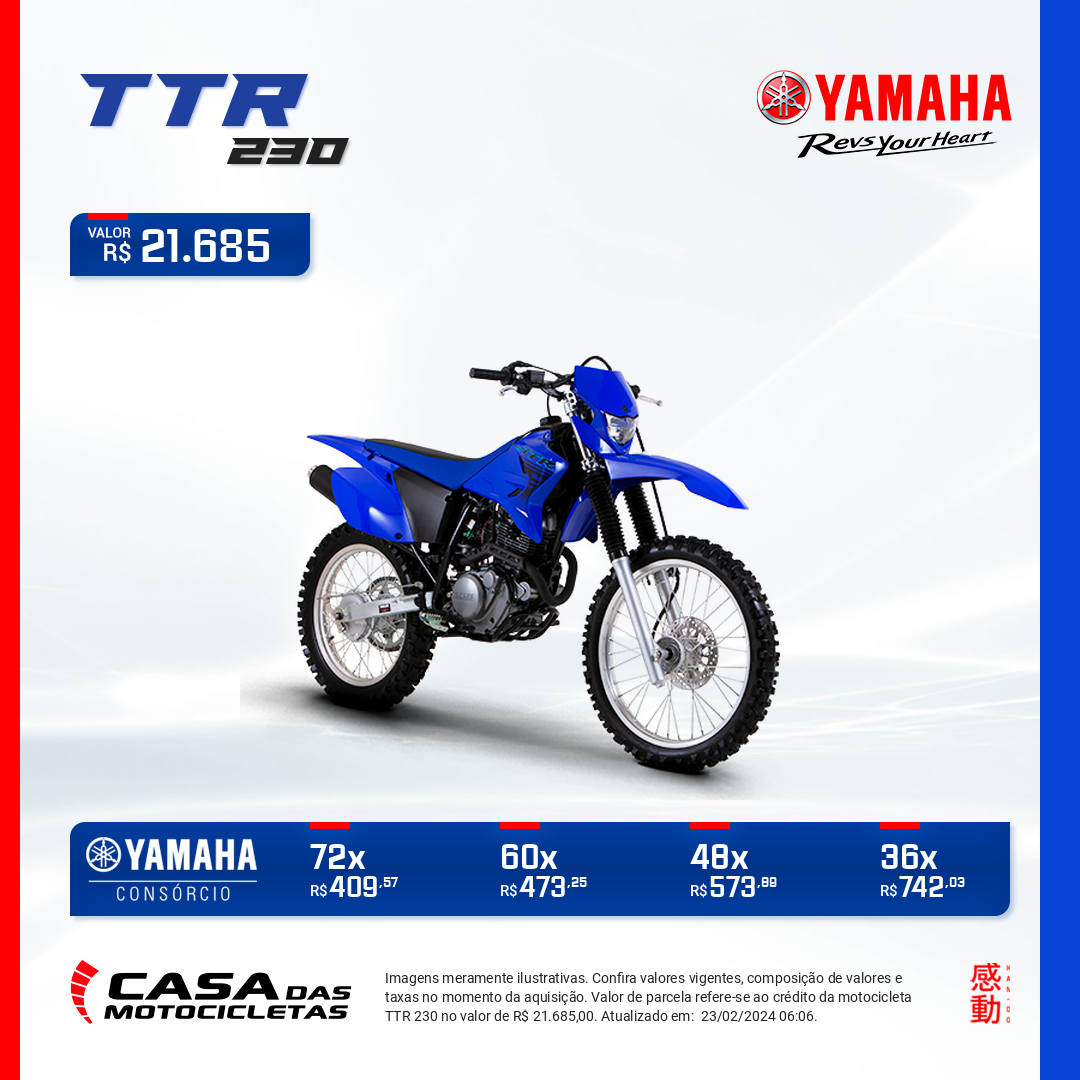 TTR
230
YAMAHA
Revs Your Heart
VALOR
R$ 21.685
YAMAHA
CONSÓRCIO
72x
R$ 409,57
60x
R$ 473,25
48x
R$ 573,89
36x
R$ 742,03
CASA DAS
MOTOCICLETAS
Imagens meramente ilustrativas. Confira valores vigentes, composição de valores e
taxas no momento da aquisição. Valor de parcela refere-se ao crédito da motocicleta
TTR 230 no valor de R$ 21.685,00. Atualizado em: 23/02/2024 06:06.
感動